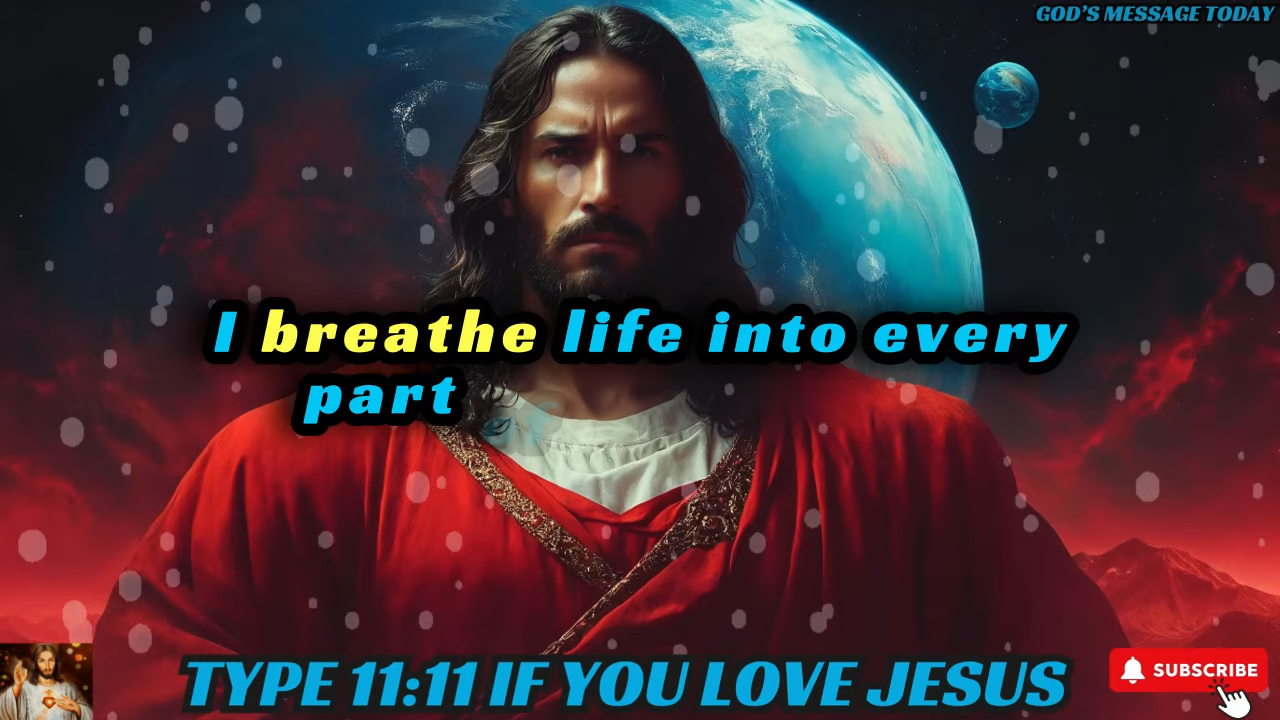 GOD'S MESSAGE TODAY
I breathe life into every
part
TYPE 11:11 IF YOU LOVE JESUS
SUBSCRIBE